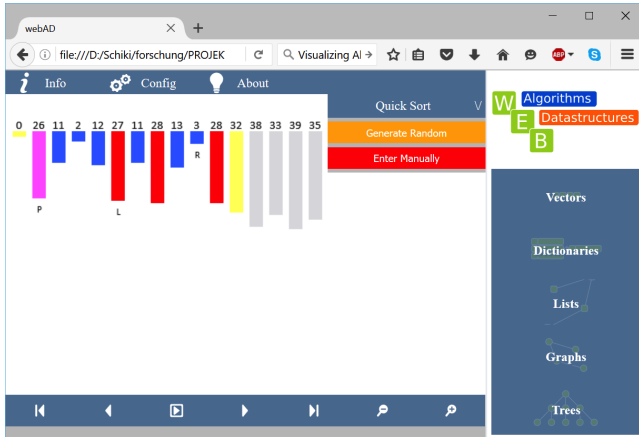 webAD
file:///D:/Schiki/forschung/PROJEK
Visualizing Al
ABP
i Info Config About
Quick Sort V
Generate Random
Enter Manually
0 26 11 2 12 27 11 28 13 3 28 32 38 33 39 35
R
P L
WEB
Algorithms
Datastructures
Vectors
Dictionaries
Lists
Graphs
Trees